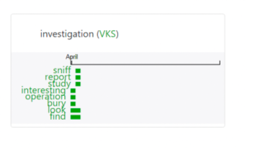 investigation (VKS)
April
sniff
report
study
interesting
operation
bury
look
find